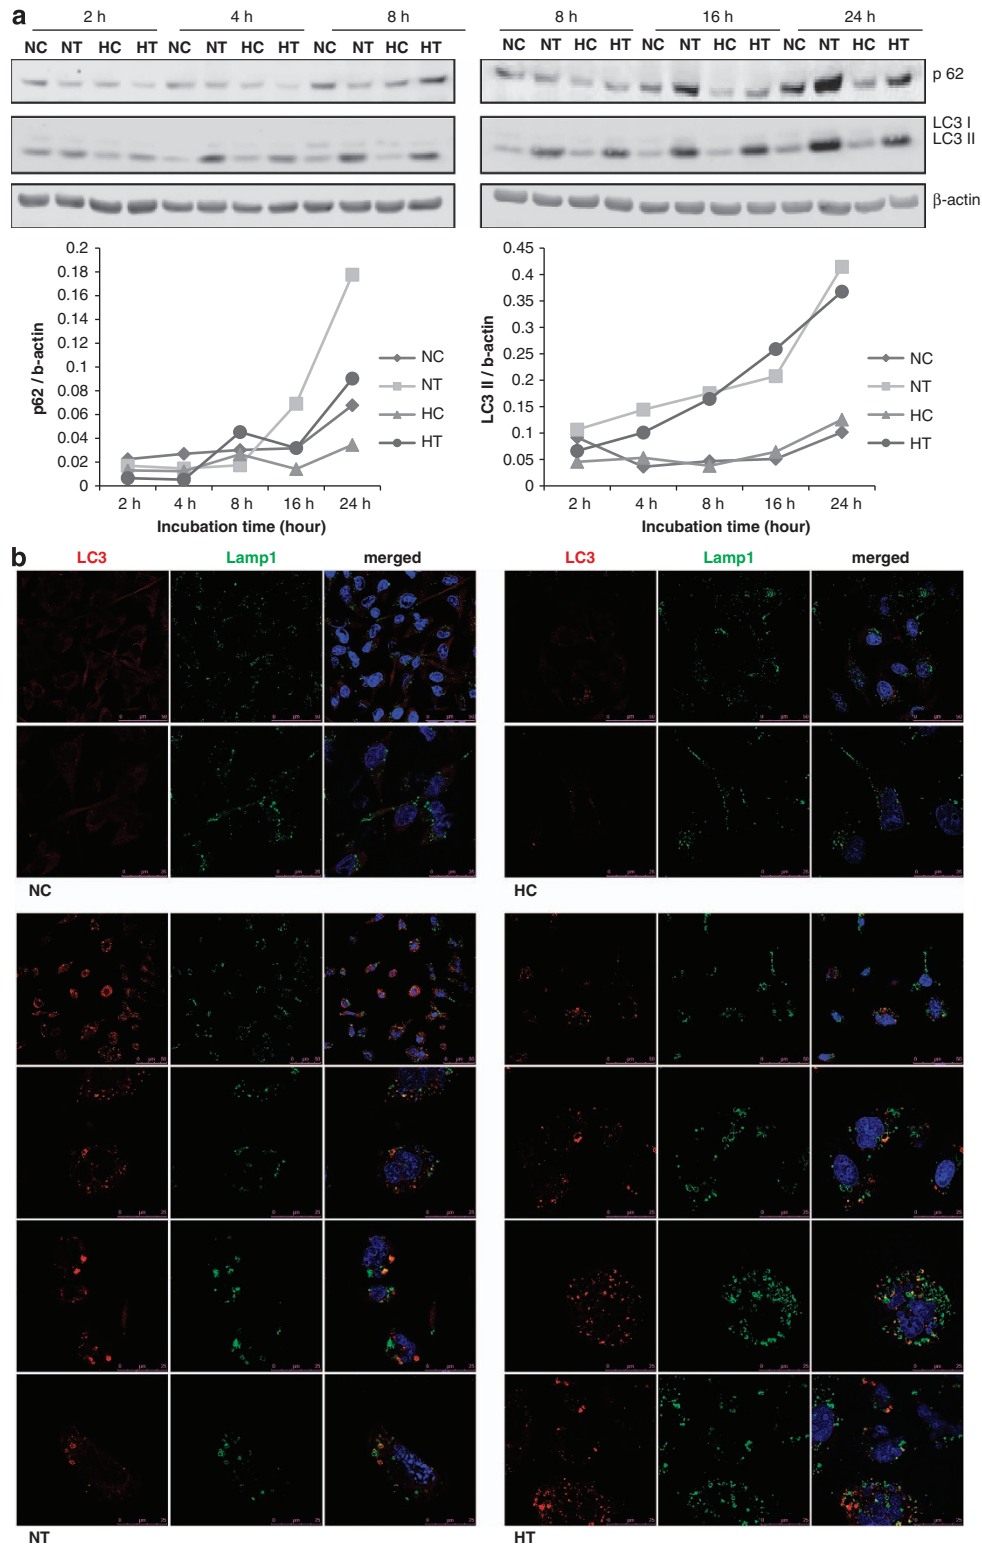 a
2 h 4 h 8 h
NC NT HC HT NC NT HC HT NC NT HC HT
8 h 16 h 24 h
NC NT HC HT NC NT HC HT NC NT HC HT
p 62
LC3 I
LC3 II
β-actin
p62 / b-actin
0.2
0.18
0.16
0.14
0.12
0.1
0.08
0.06
0.04
0.02
0
2 h 4 h 8 h 16 h 24 h
Incubation time (hour)
NC
NT
HC
HT
LC3 II / b-actin
0.45
0.4
0.35
0.3
0.25
0.2
0.15
0.1
0.05
0
2 h 4 h 8 h 16 h 24 h
Incubation time (hour)
NC
NT
HC
HT
b
LC3 Lamp1 merged
LC3 Lamp1 merged
NC
HC
NT
HT